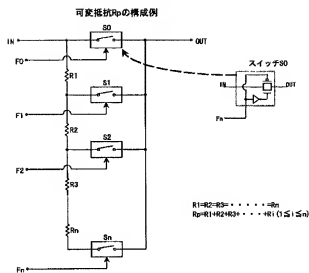 可変抵抗Rpの構成例
IN
S0
OUT
F0
R1
スイッチS0
IN
OUT
Fn
S1
F1
R2
S2
F2
R3
Rn
Sn
Fn
R1=R2=R3=・・・・・・=Rn
Rp=R1+R2+R3+・・・・+Ri (1≦i≦n)